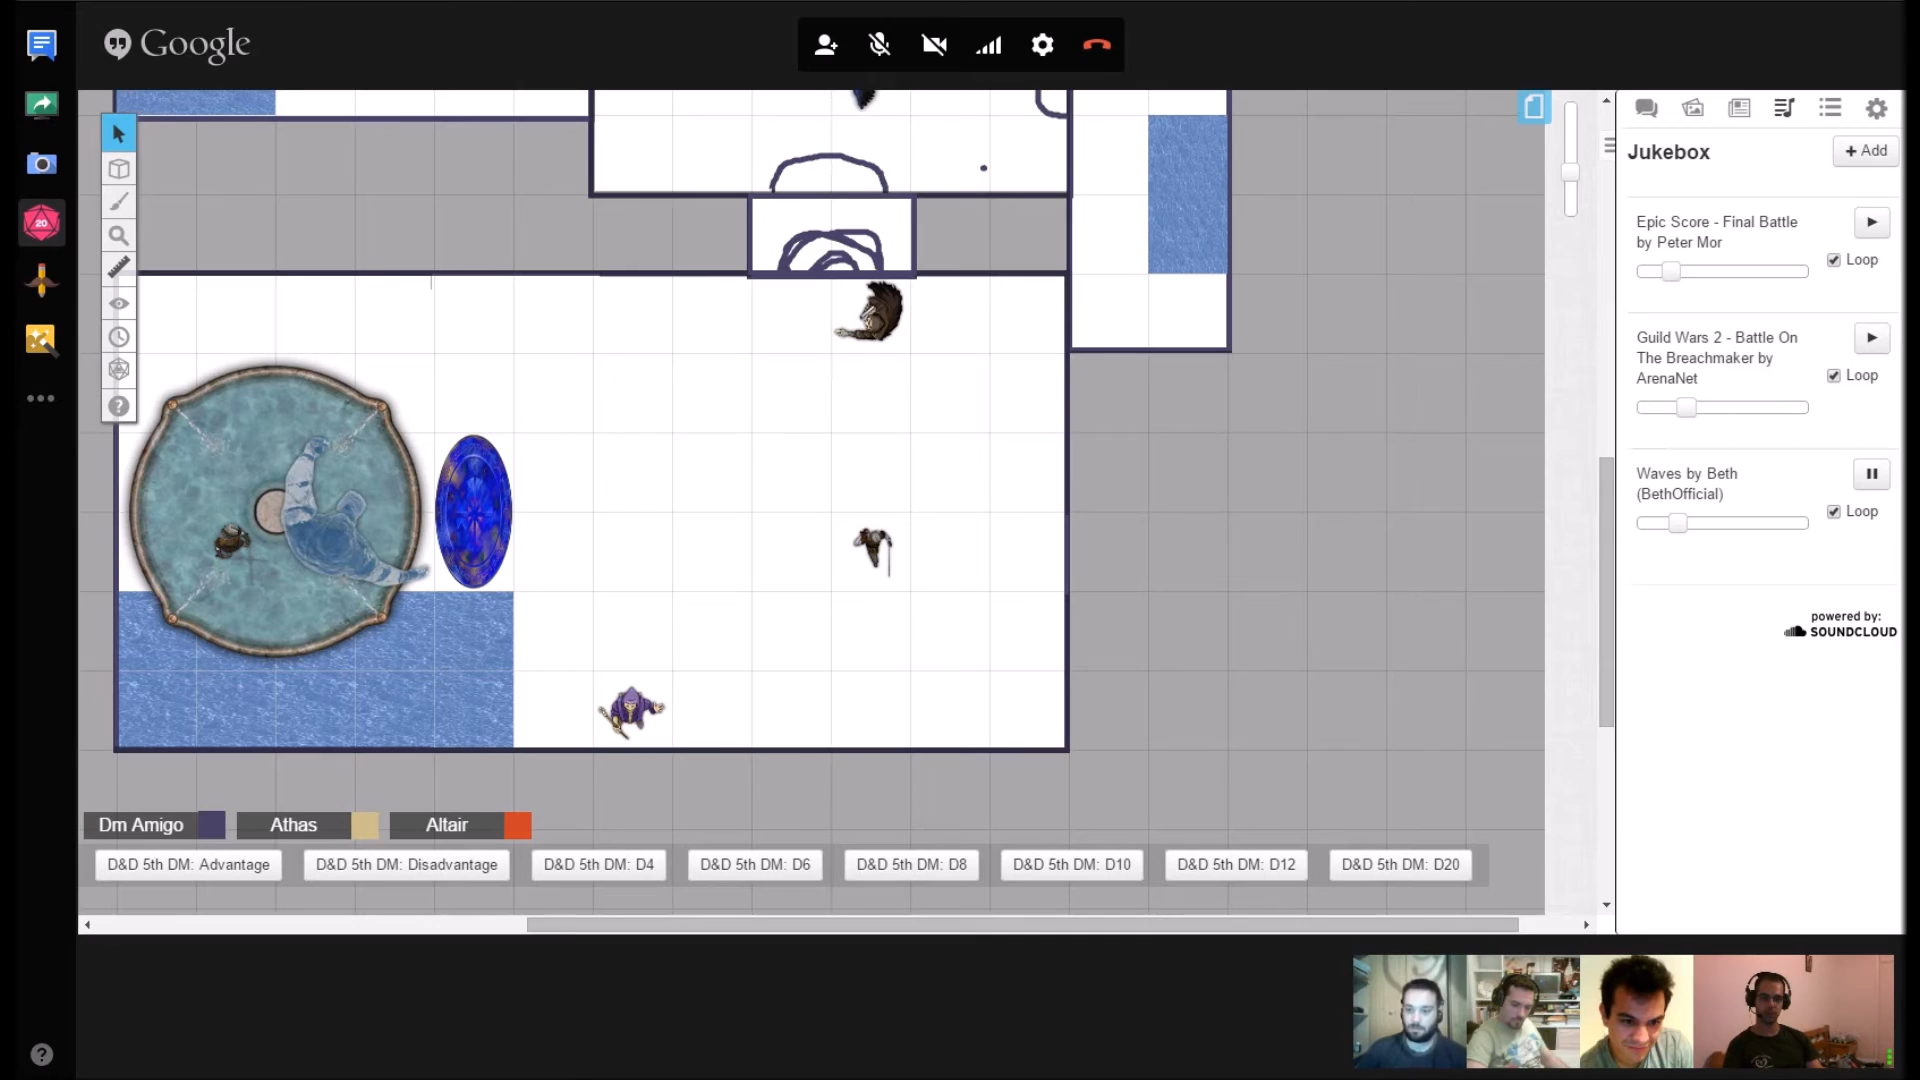 Google
20
Jukebox
+ Add
Epic Score - Final Battle
by Peter Mor
Loop
Guild Wars 2 - Battle On
The Breachmaker by
ArenaNet
Loop
Waves by Beth
(BethOfficial)
Loop
powered by:
SOUNDCLOUD
Dm Amigo
Athas
Altair
D&D 5th DM: Advantage
D&D 5th DM: Disadvantage
D&D 5th DM: D4
D&D 5th DM: D6
D&D 5th DM: D8
D&D 5th DM: D10
D&D 5th DM: D12
D&D 5th DM: D20